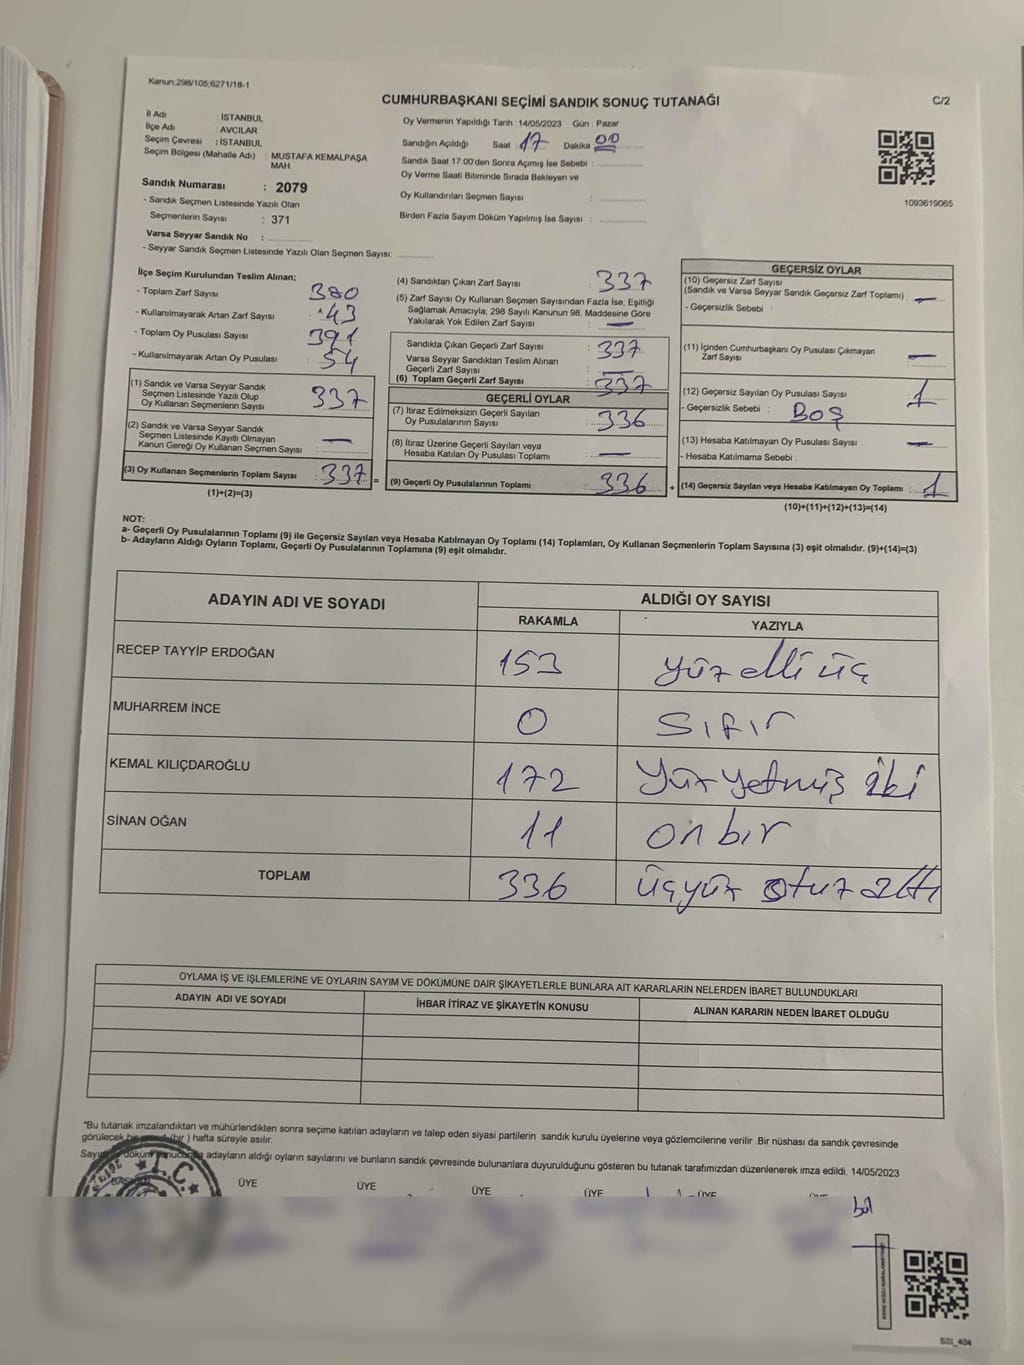 Kanun;298/105;6271/18-1
CUMHURBAŞKANI SEÇİMİ SANDIK SONUÇ TUTANAĞI
C/2
İl Adı : İSTANBUL
İlçe Adı : AVCILAR
Seçim Çevresi : İSTANBUL
Seçim Bölgesi (Mahalle Adı) : MUSTAFA KEMALPAŞA MAH.
Sandık Numarası : 2079
- Sandık Seçmen Listesinde Yazılı Olan
Seçmenlerin Sayısı : 371
Varsa Seyyar Sandık No :
- Seyyar Sandık Seçmen Listesinde Yazılı Olan Seçmen Sayısı:
Oy Vermenin Yapıldığı Tarih : 14/05/2023 Gün : Pazar
Sandığın Açıldığı Saat : 17 Dakika 00
Sandık Saat 17:00'den Sonra Açımış İse Sebebi :
Oy Verme Saati Bitiminde Sırada Bekleyen ve
Oy Kullandırılan Seçmen Sayısı :
Birden Fazla Sayım Döküm Yapılmış İse Sayısı :
1093619065
İlçe Seçim Kurulundan Teslim Alınan;
- Toplam Zarf Sayısı : 380
- Kullanılmayarak Artan Zarf Sayısı : 43
- Toplam Oy Pusulası Sayısı : 391
- Kullanılmayarak Artan Oy Pusulası : 54
(1) Sandık ve Varsa Seyyar Sandık
Seçmen Listesinde Yazılı Olup
Oy Kullanan Seçmenlerin Sayısı : 337
(2) Sandık ve Varsa Seyyar Sandık
Seçmen Listesinde Kayıtlı Olmayan
Kanun Gereği Oy Kullanan Seçmen Sayısı : —
(3) Oy Kullanan Seçmenlerin Toplam Sayısı : 337 =
(1)+(2)=(3)
(4) Sandıktan Çıkan Zarf Sayısı : 337
(5) Zarf Sayısı Oy Kullanan Seçmen Sayısından Fazla İse, Eşitliği
Sağlamak Amacıyla, 298 Sayılı Kanunun 98. Maddesine Göre
Yakılarak Yok Edilen Zarf Sayısı : —
Sandıkta Çıkan Geçerli Zarf Sayısı : 337
Varsa Seyyar Sandıktan Teslim Alınan
Geçerli Zarf Sayısı : —
(6) Toplam Geçerli Zarf Sayısı : 337
GEÇERLİ OYLAR
(7) İtiraz Edilmeksizin Geçerli Sayılan
Oy Pusulalarının Sayısı : 336
(8) İtiraz Üzerine Geçerli Sayılan veya
Hesaba Katılan Oy Pusulası Toplamı : —
(9) Geçerli Oy Pusulalarının Toplamı : 336 +
GEÇERSİZ OYLAR
(10) Geçersiz Zarf Sayısı
(Sandık ve Varsa Seyyar Sandık Geçersiz Zarf Toplamı) : —
- Geçersizlik Sebebi :
(11) İçinden Cumhurbaşkanı Oy Pusulası Çıkmayan
Zarf Sayısı : —
(12) Geçersiz Sayılan Oy Pusulası Sayısı : 1
- Geçersizlik Sebebi : BOŞ
(13) Hesaba Katılmayan Oy Pusulası Sayısı : —
- Hesaba Katılmama Sebebi :
(14) Geçersiz Sayılan veya Hesaba Katılmayan Oy Toplamı : 1
(10)+(11)+(12)+(13)=(14)
NOT:
a- Geçerli Oy Pusulalarının Toplamı (9) ile Geçersiz Sayılan veya Hesaba Katılmayan Oy Toplamı (14) Toplamları, Oy Kullanan Seçmenlerin Toplam Sayısına (3) eşit olmalıdır. (9)+(14)=(3)
b- Adayların Aldığı Oyların Toplamı, Geçerli Oy Pusulalarının Toplamına (9) eşit olmalıdır.
ADAYIN ADI VE SOYADI ALDIĞI OY SAYISI
RAKAMLA YAZIYLA
RECEP TAYYİP ERDOĞAN 153 yüz elli üç
MUHARREM İNCE 0 sıfır
KEMAL KILIÇDAROĞLU 172 yüz yetmiş iki
SİNAN OĞAN 11 on bir
TOPLAM 336 üçyüz otuz altı
OYLAMA İŞ VE İŞLEMLERİNE VE OYLARIN SAYIM VE DÖKÜMÜNE DAİR ŞİKAYETLERLE BUNLARA AİT KARARLARIN NELERDEN İBARET BULUNDUKLARI
ADAYIN ADI VE SOYADI İHBAR İTİRAZ VE ŞİKAYETİN KONUSU ALINAN KARARIN NEDEN İBARET OLDUĞU
*Bu tutanak imzalandıktan ve mühürlendikten sonra seçime katılan adayların ve talep eden siyasi partilerin sandık kurulu üyelerine veya gözlemcilerine verilir .Bir nüshası da sandık çevresinde
görülecek bir (bir ) hafta süreyle asılır.
Sayım döküm sonucunda adayların aldığı oyların sayılarını ve bunların sandık çevresinde bulunanlara duyurulduğunu gösteren bu tutanak tarafımızdan düzenlenerek imza edildi. 14/05/2023
BAŞKAN ÜYE ÜYE ÜYE ÜYE ÜYE
T.C.
SSI_404